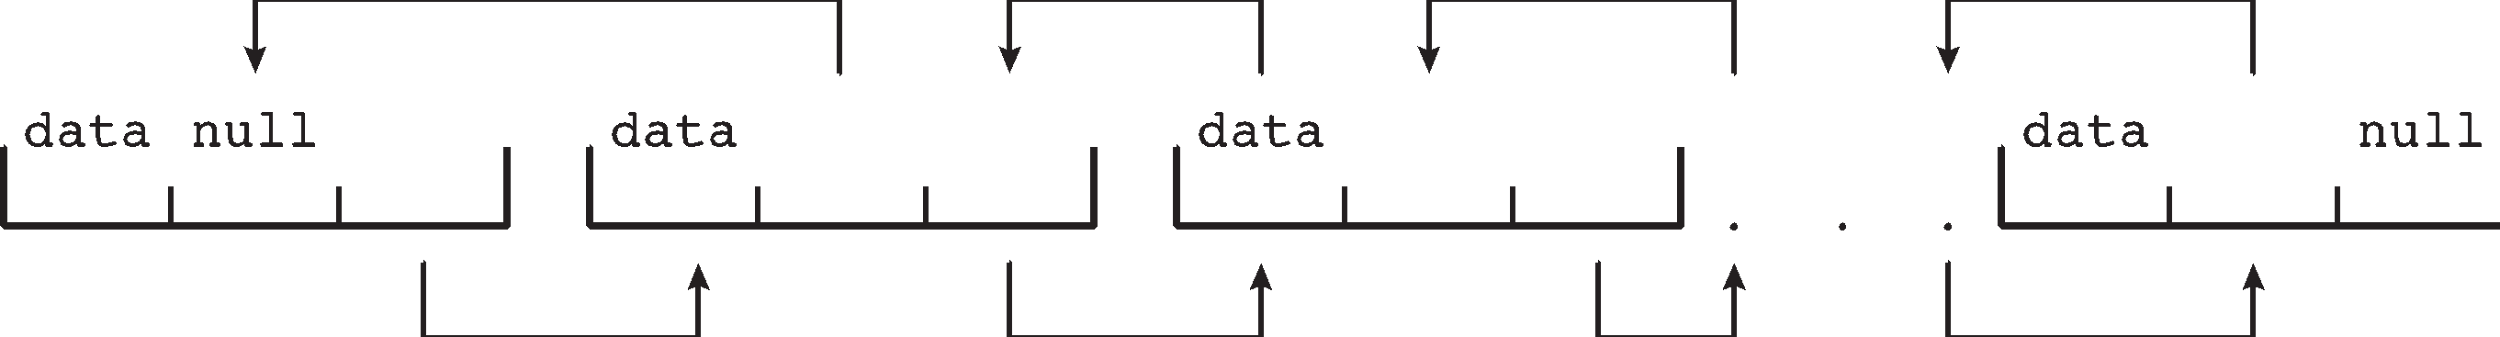 data null data data data null
. . .